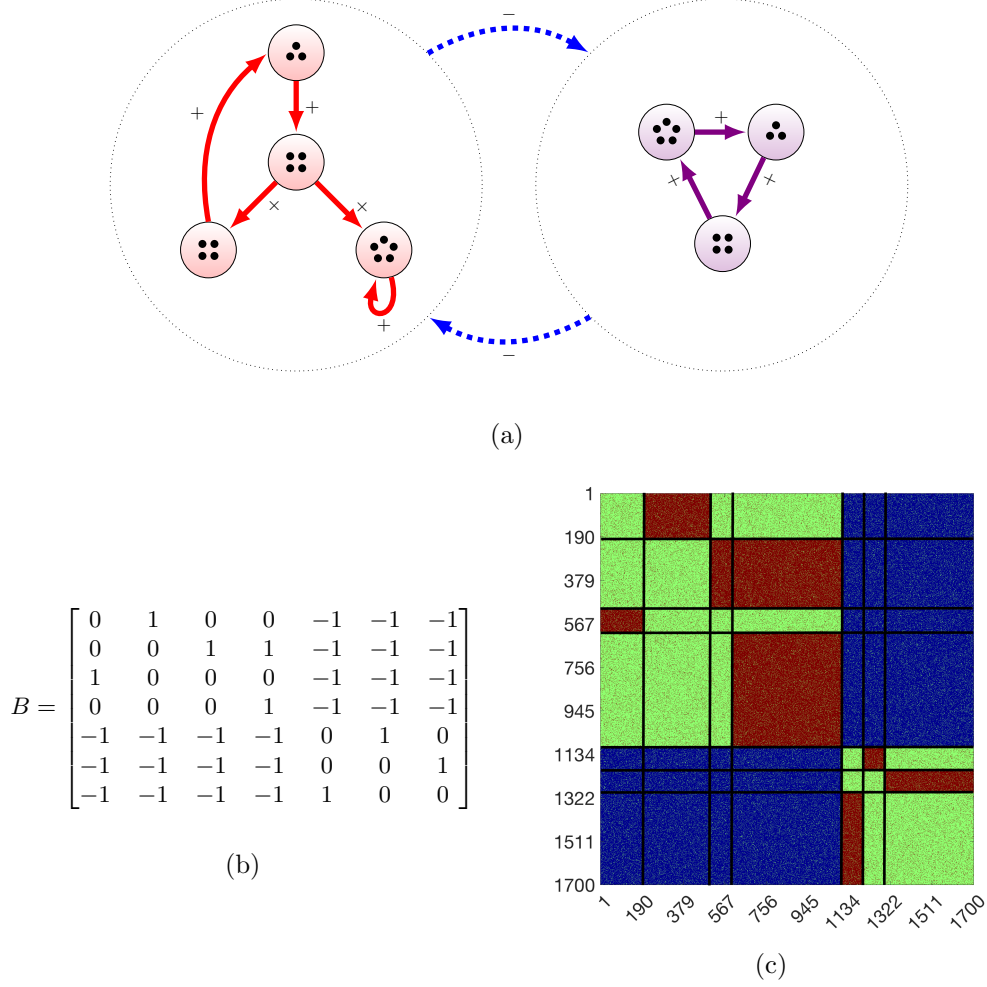 −
+
+
+
×
×
+
+
+
+
−
(a)
B =
0 1 0 0 −1 −1 −1
0 0 1 1 −1 −1 −1
1 0 0 0 −1 −1 −1
0 0 0 1 −1 −1 −1
−1 −1 −1 −1 0 1 0
−1 −1 −1 −1 0 0 1
−1 −1 −1 −1 1 0 0
(b)
1
190
379
567
756
945
1134
1322
1511
1700
1 190 379 567 756 945 1134 1322 1511 1700
(c)